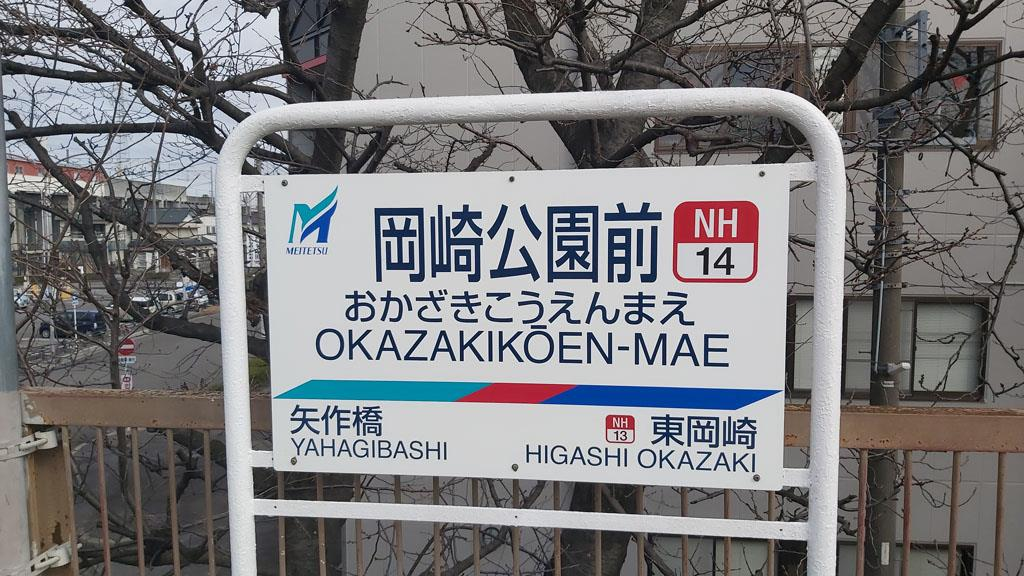 MEITETSU
岡崎公園前
NH
14
おかざきこうえんまえ
OKAZAKIKŌEN-MAE
矢作橋
YAHAGIBASHI
NH
13
東岡崎
HIGASHI OKAZAKI